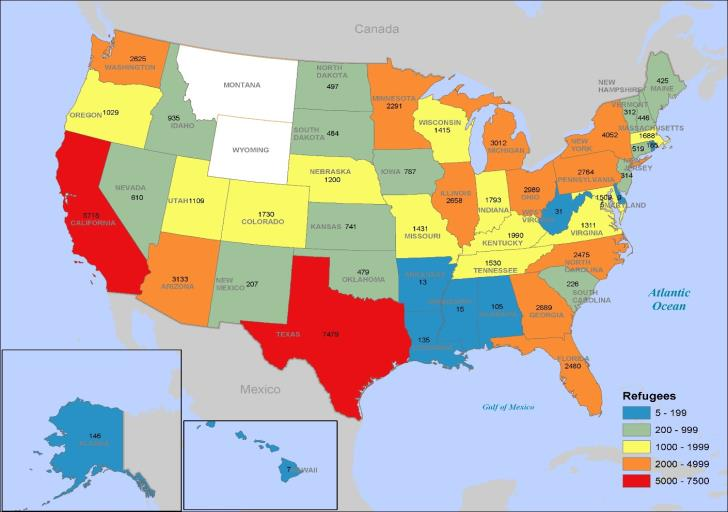 Canada
2625
WASHINGTON
MONTANA
NORTH
DAKOTA
497
MINNESOTA
2291
OREGON 1029
935
IDAHO
WYOMING
SOUTH
DAKOTA 484
WISCONSIN
1415
3012
MICHIGAN
NEW
HAMPSHIRE
425
MAINE
VERMONT
312
446
MASSACHUSETTS
1688
519
NEW
YORK
4052
JERSEY
314
2764
PENNSYLVANIA
NEVADA
610
UTAH 1109
1730
COLORADO
NEBRASKA
1200
IOWA 787
ILLINOIS
2658
1793
INDIANA
2989
OHIO
WEST
VIRGINIA
31
1509
MARYLAND
1311
VIRGINIA
CALIFORNIA
KANSAS 741
1431
MISSOURI
1990
KENTUCKY
1530
TENNESSEE
2475
NORTH
CAROLINA
226
SOUTH
CAROLINA
3133
ARIZONA
NEW
MEXICO
207
479
OKLAHOMA
ARKANSAS
13
15
105
2889
GEORGIA
TEXAS
7479
135
FLORIDA
2480
Atlantic
Ocean
Mexico
Gulf of Mexico
146
ALASKA
7
Refugees
5 - 199
200 - 999
1000 - 1999
2000 - 4999
5000 - 7500